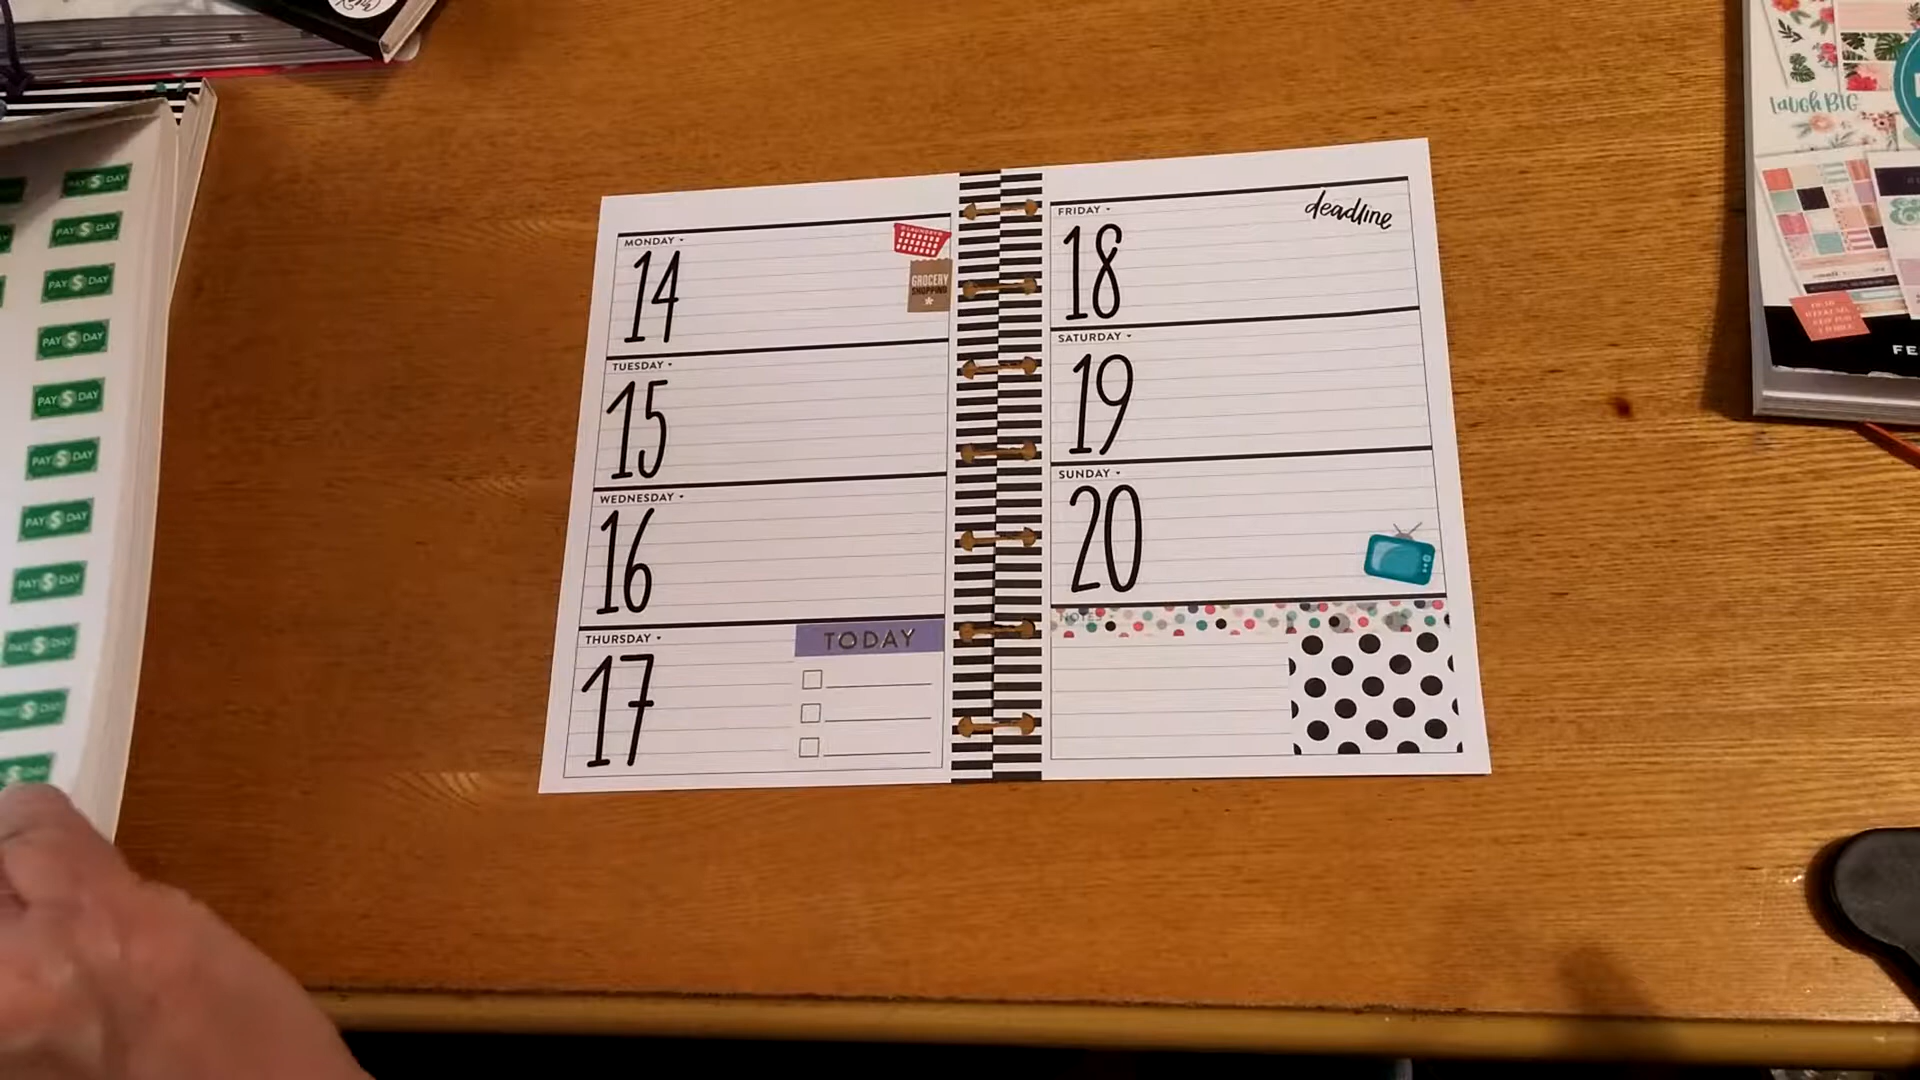 PAY $ DAY
PAY $ DAY
PAY $ DAY
PAY $ DAY
PAY $ DAY
PAY $ DAY
PAY $ DAY
PAY $ DAY
PAY $ DAY
MONDAY
14
LAUNDRY
GROCERY
SHOPPING
TUESDAY
15
WEDNESDAY
16
THURSDAY
17
TODAY
FRIDAY
18
deadline
SATURDAY
19
SUNDAY
20
NOTES
Laugh BIG